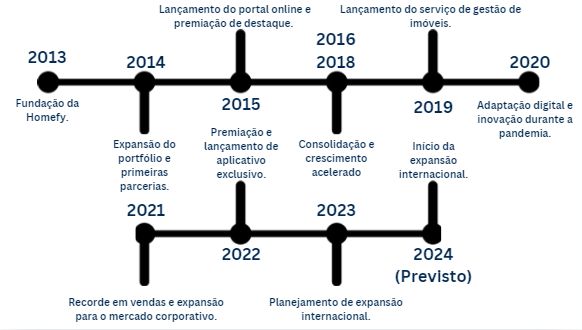 Lançamento do portal online e
premiação de destaque.
Lançamento do serviço de gestão de
imóveis.
2013
2014
2016
2018
2020
2015
2019
Fundação da
Homefy.
Adaptação digital e
inovação durante a
pandemia.
Expansão do
portfólio e
primeiras
parcerias.
Premiação e
lançamento de
aplicativo
exclusivo.
Consolidação e
crescimento
acelerado
Início da
expansão
internacional.
2021
2023
2022
2024
(Previsto)
Recorde em vendas e expansão
para o mercado corporativo.
Planejamento de expansão
internacional.